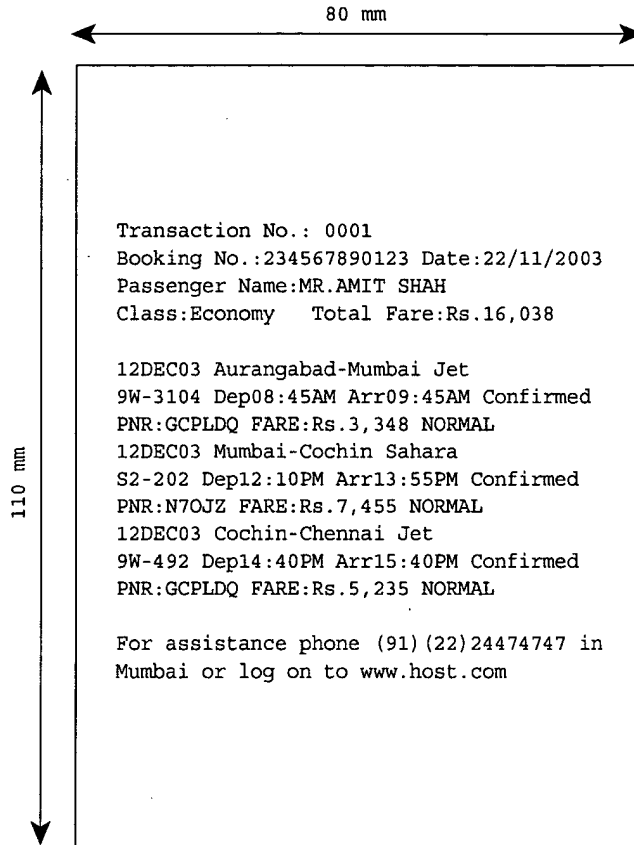 80 mm
110 mm
Transaction No.: 0001
Booking No.:234567890123 Date:22/11/2003
Passenger Name:MR.AMIT SHAH
Class:Economy Total Fare:Rs.16,038
12DEC03 Aurangabad-Mumbai Jet
9W-3104 Dep08:45AM Arr09:45AM Confirmed
PNR:GCPLDQ FARE:Rs.3,348 NORMAL
12DEC03 Mumbai-Cochin Sahara
S2-202 Dep12:10PM Arr13:55PM Confirmed
PNR:N7OJZ FARE:Rs.7,455 NORMAL
12DEC03 Cochin-Chennai Jet
9W-492 Dep14:40PM Arr15:40PM Confirmed
PNR:GCPLDQ FARE:Rs.5,235 NORMAL
For assistance phone (91)(22)24474747 in
Mumbai or log on to www.host.com